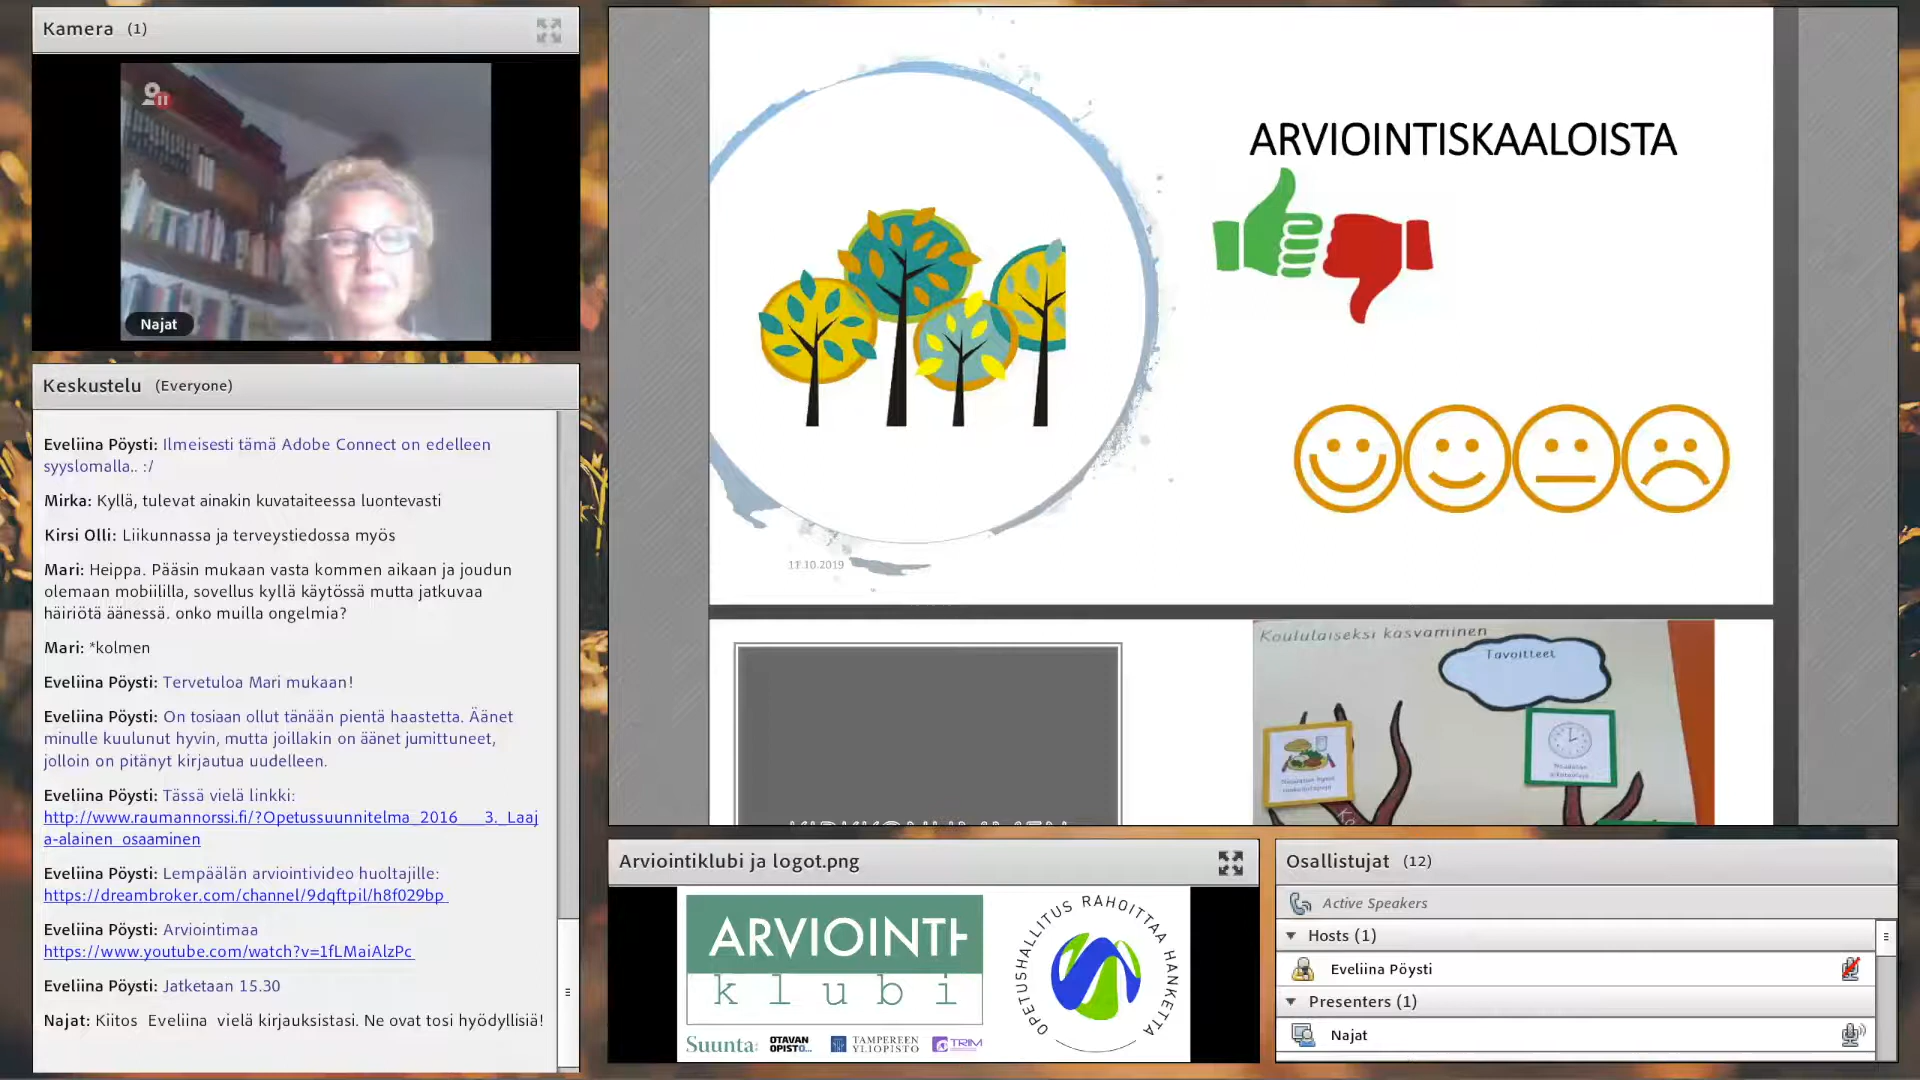 Kamera (1)
Najat
Keskustelu (Everyone)
Eveliina Pöysti: Ilmeisesti tämä Adobe Connect on edelleen
syyslomalla.. :/
Mirka: Kyllä, tulevat ainakin kuvataiteessa luontevasti
Kirsi Olli: Liikunnassa ja terveystiedossa myös
Mari: Heippa. Pääsin mukaan vasta kommen aikaan ja joudun
olemaan mobiililla, sovellus kyllä käytössä mutta jatkuvaa
häiriötä äänessä. onko muilla ongelmia?
Mari: *kolmen
Eveliina Pöysti: Tervetuloa Mari mukaan!
Eveliina Pöysti: On tosiaan ollut tänään pientä haastetta. Äänet
minulle kuulunut hyvin, mutta joillakin on äänet jumittuneet,
jolloin on pitänyt kirjautua uudelleen.
Eveliina Pöysti: Tässä vielä linkki:
http://www.raumannorssi.fi/?Opetussuunnitelma_2016___3._Laaj
a-alainen_osaaminen
Eveliina Pöysti: Lempäälän arviointivideo huoltajille:
https://dreambroker.com/channel/9dqftpil/h8f029bp
Eveliina Pöysti: Arviointimaa
https://www.youtube.com/watch?v=1fLMaiAlzPc
Eveliina Pöysti: Jatketaan 15.30
Najat: Kiitos Eveliina vielä kirjauksistasi. Ne ovat tosi hyödyllisiä!
ARVIOINTISKAALOISTA
11.10.2019
Koululaiseksi kasvaminen
Tavoitteet
Arviointiklubi ja logot.png
ARVIOINTI
klubi
OPETUSHALLITUS RAHOITTAA HANKETTA
Suunta:
OTAVAN
OPISTO...
TAMPEREEN
YLIOPISTO
TRIM
Osallistujat (12)
Active Speakers
Hosts (1)
Eveliina Pöysti
Presenters (1)
Najat